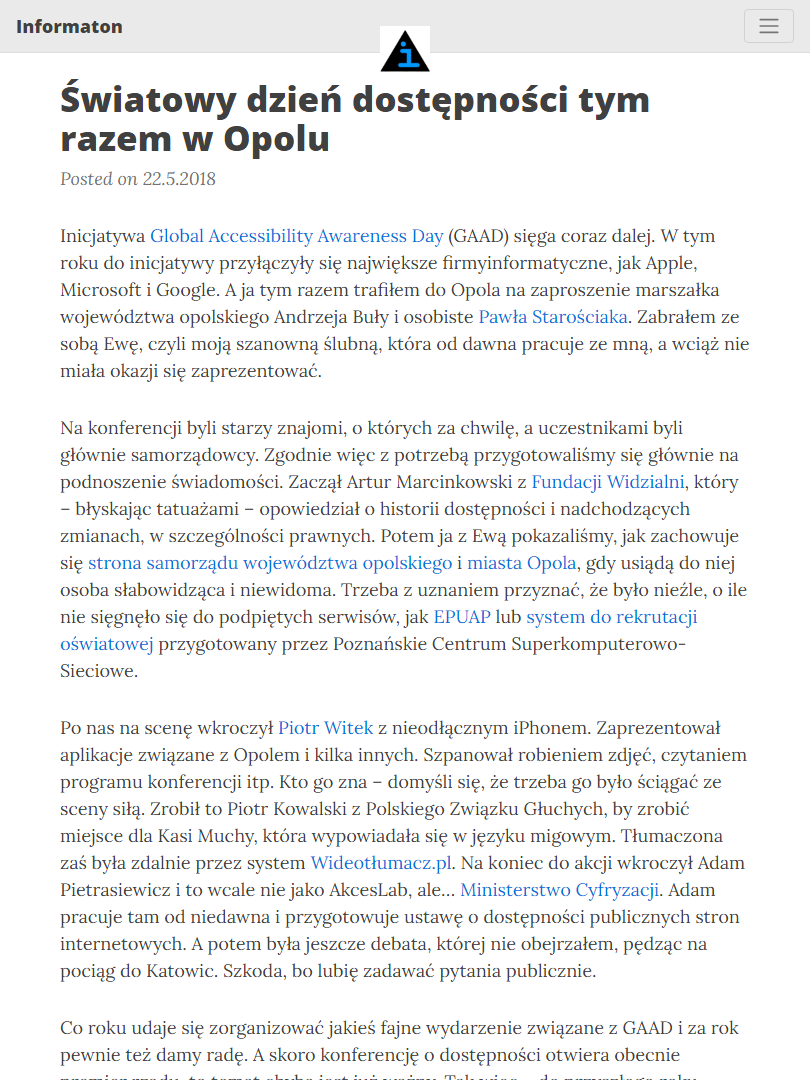 Informaton
i
Światowy dzień dostępności tym
razem w Opolu
Posted on 22.5.2018
Inicjatywa Global Accessibility Awareness Day (GAAD) sięga coraz dalej. W tym
roku do inicjatywy przyłączyły się największe firmyinformatyczne, jak Apple,
Microsoft i Google. A ja tym razem trafiłem do Opola na zaproszenie marszałka
województwa opolskiego Andrzeja Buły i osobiste Pawła Starościaka. Zabrałem ze
sobą Ewę, czyli moją szanowną ślubną, która od dawna pracuje ze mną, a wciąż nie
miała okazji się zaprezentować.
Na konferencji byli starzy znajomi, o których za chwilę, a uczestnikami byli
głównie samorządowcy. Zgodnie więc z potrzebą przygotowaliśmy się głównie na
podnoszenie świadomości. Zaczął Artur Marcinkowski z Fundacji Widzialni, który
– błyskając tatuażami – opowiedział o historii dostępności i nadchodzących
zmianach, w szczególności prawnych. Potem ja z Ewą pokazaliśmy, jak zachowuje
się strona samorządu województwa opolskiego i miasta Opola, gdy usiądą do niej
osoba słabowidząca i niewidoma. Trzeba z uznaniem przyznać, że było nieźle, o ile
nie sięgnęło się do podpiętych serwisów, jak EPUAP lub system do rekrutacji
oświatowej przygotowany przez Poznańskie Centrum Superkomputerowo-
Sieciowe.
Po nas na scenę wkroczył Piotr Witek z nieodłącznym iPhonem. Zaprezentował
aplikacje związane z Opolem i kilka innych. Szpanował robieniem zdjęć, czytaniem
programu konferencji itp. Kto go zna – domyśli się, że trzeba go było ściągać ze
sceny siłą. Zrobił to Piotr Kowalski z Polskiego Związku Głuchych, by zrobić
miejsce dla Kasi Muchy, która wypowiadała się w języku migowym. Tłumaczona
zaś była zdalnie przez system Wideotłumacz.pl. Na koniec do akcji wkroczył Adam
Pietrasiewicz i to wcale nie jako AkcesLab, ale… Ministerstwo Cyfryzacji. Adam
pracuje tam od niedawna i przygotowuje ustawę o dostępności publicznych stron
internetowych. A potem była jeszcze debata, której nie obejrzałem, pędząc na
pociąg do Katowic. Szkoda, bo lubię zadawać pytania publicznie.
Co roku udaje się zorganizować jakieś fajne wydarzenie związane z GAAD i za rok
pewnie też damy radę. A skoro konferencję o dostępności otwiera obecnie